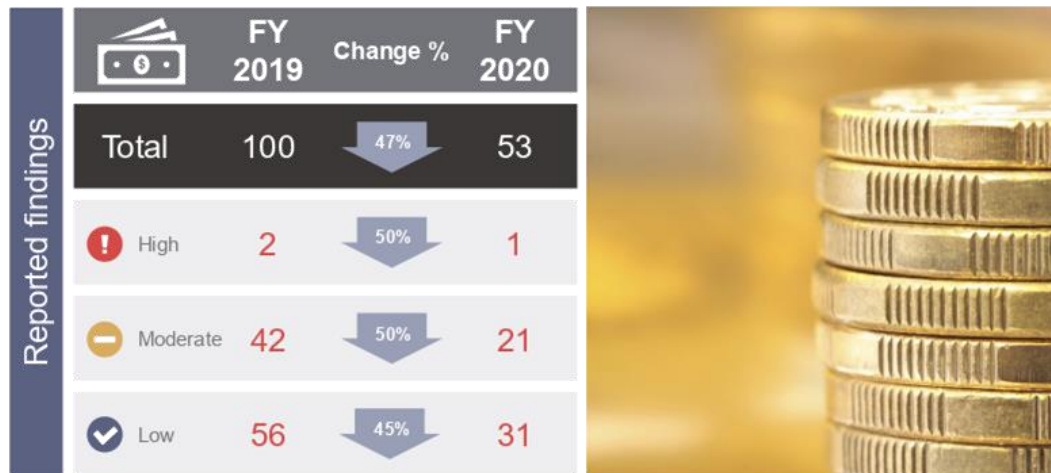 Reported findings
FY 2019 Change % FY 2020
Total 100 47% 53
High 2 50% 1
Moderate 42 50% 21
Low 56 45% 31